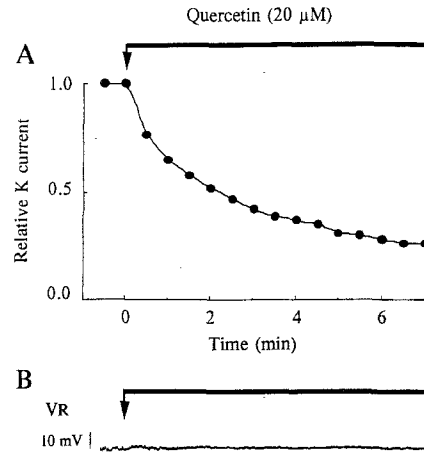 Quercetin (20 µM)
A
1.0
0.5
0.0
Relative K current
0
2
4
6
Time (min)
B
VR
10 mV